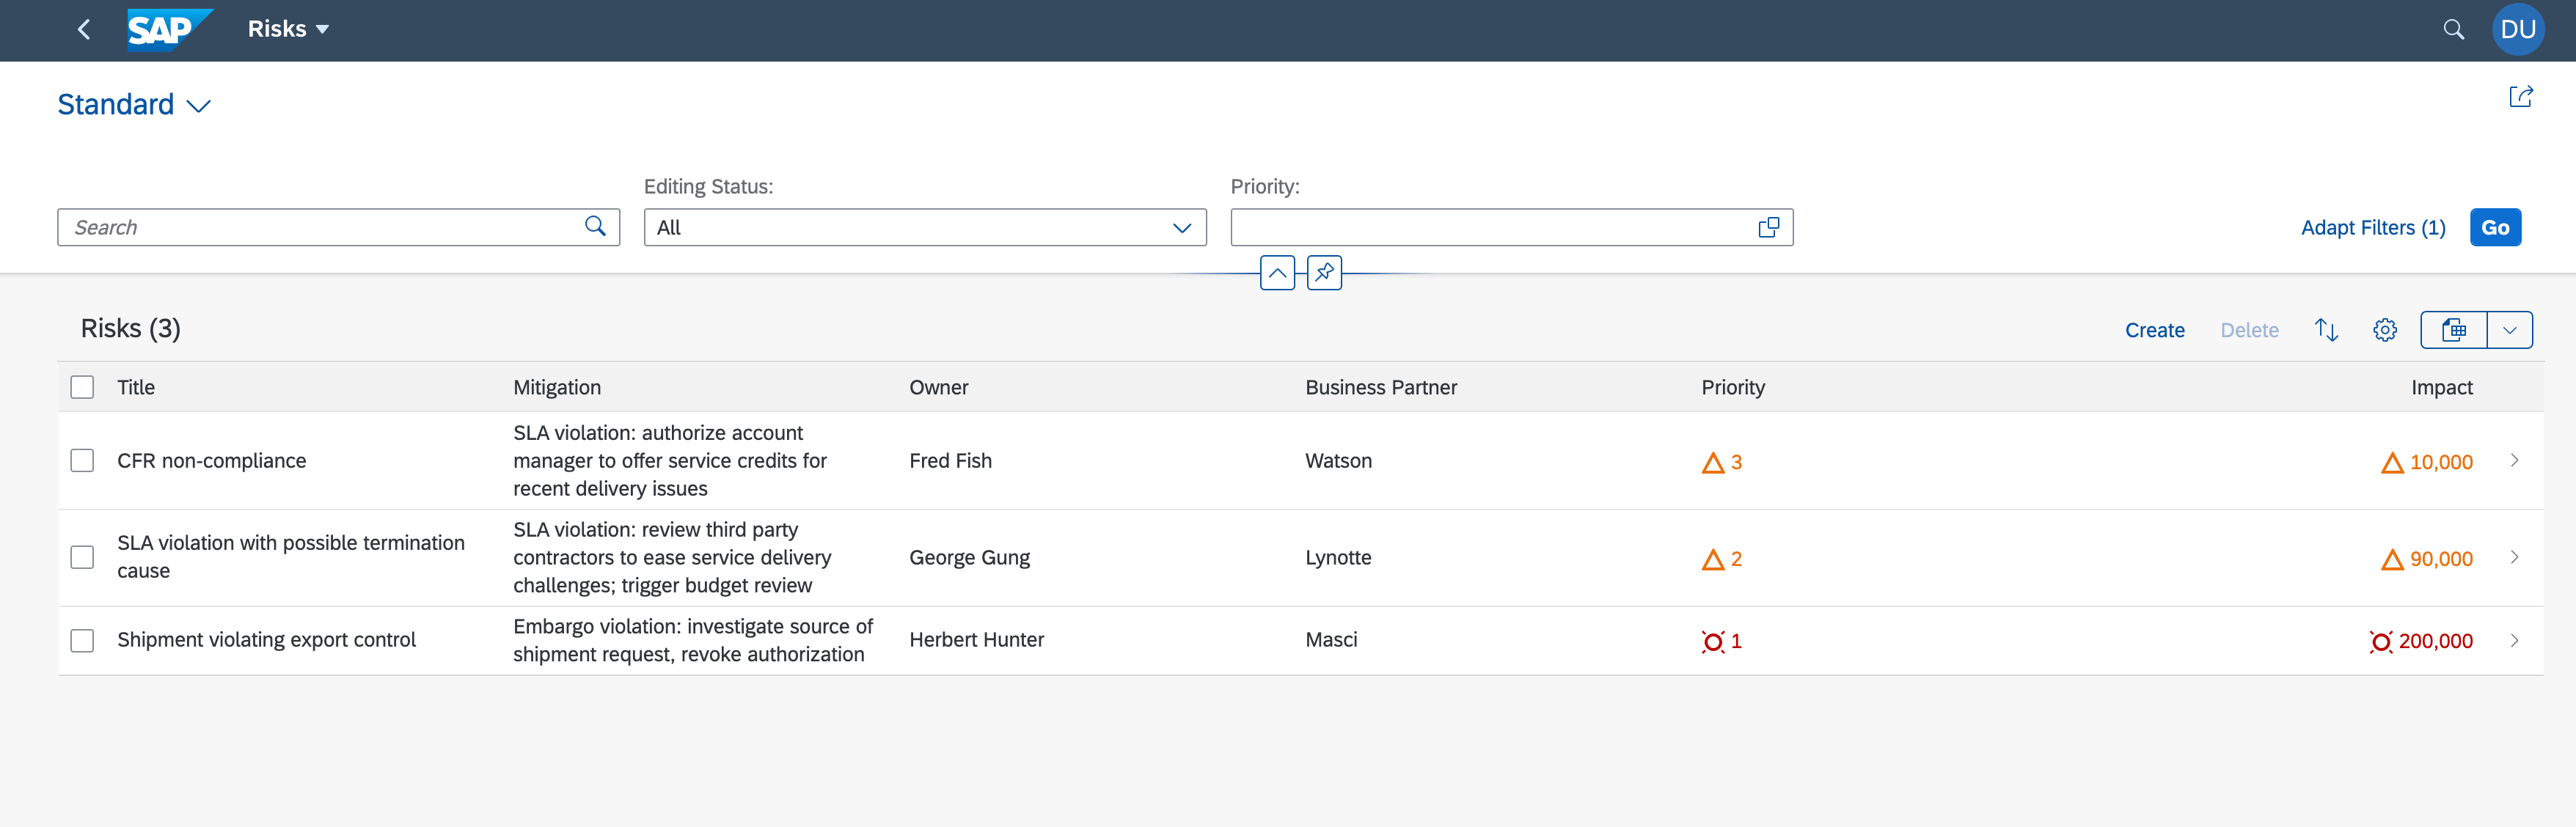 SAP
Risks
DU
Standard
Editing Status:
Priority:
Search
All
Adapt Filters (1)
Go
Risks (3)
Create
Delete
Title
Mitigation
Owner
Business Partner
Priority
Impact
CFR non-compliance
SLA violation: authorize account
manager to offer service credits for
recent delivery issues
Fred Fish
Watson
3
10,000
SLA violation with possible termination
cause
SLA violation: review third party
contractors to ease service delivery
challenges; trigger budget review
George Gung
Lynotte
2
90,000
Shipment violating export control
Embargo violation: investigate source of
shipment request, revoke authorization
Herbert Hunter
Masci
1
200,000